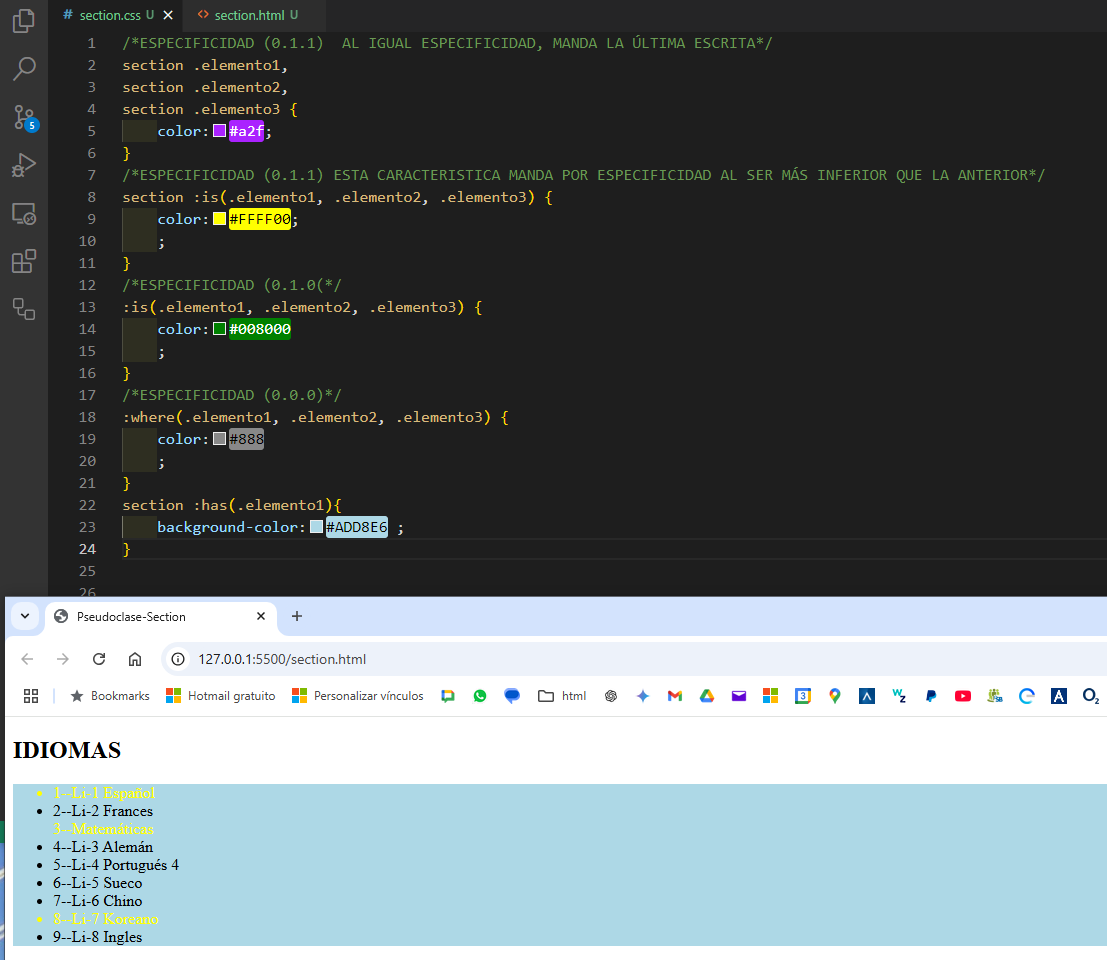 # section.css U × <> section.html U
1 /*ESPECIFICIDAD (0.1.1)  AL IGUAL ESPECIFICIDAD, MANDA LA ÚLTIMA ESCRITA*/
2 section .elemento1,
3 section .elemento2,
4 section .elemento3 {
5     color: #a2f;
6 }
7 /*ESPECIFICIDAD (0.1.1) ESTA CARACTERISTICA MANDA POR ESPECIFICIDAD AL SER MÁS INFERIOR QUE LA ANTERIOR*/
8 section :is(.elemento1, .elemento2, .elemento3) {
9     color: #FFFF00;
10     ;
11 }
12 /*ESPECIFICIDAD (0.1.0(*/
13 :is(.elemento1, .elemento2, .elemento3) {
14     color: #008000
15     ;
16 }
17 /*ESPECIFICIDAD (0.0.0)*/
18 :where(.elemento1, .elemento2, .elemento3) {
19     color: #888
20     ;
21 }
22 section :has(.elemento1){
23     background-color: #ADD8E6 ;
24 }
25
26
5
Pseudoclase-Section × +
127.0.0.1:5500/section.html
Bookmarks Hotmail gratuito Personalizar vínculos html 3 A W Z A O2
IDIOMAS
• 1--Li-1 Español
• 2--Li-2 Frances
3--Matemáticas
• 4--Li-3 Alemán
• 5--Li-4 Portugués 4
• 6--Li-5 Sueco
• 7--Li-6 Chino
• 8--Li-7 Koreano
• 9--Li-8 Ingles